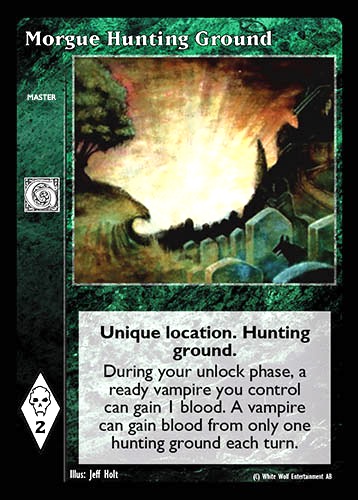 Morgue Hunting Ground
MASTER
Unique location. Hunting
ground.
During your unlock phase, a
ready vampire you control
can gain 1 blood. A vampire
can gain blood from only one
hunting ground each turn.
2
Illus: Jeff Holt
(C) White Wolf Entertainment AB